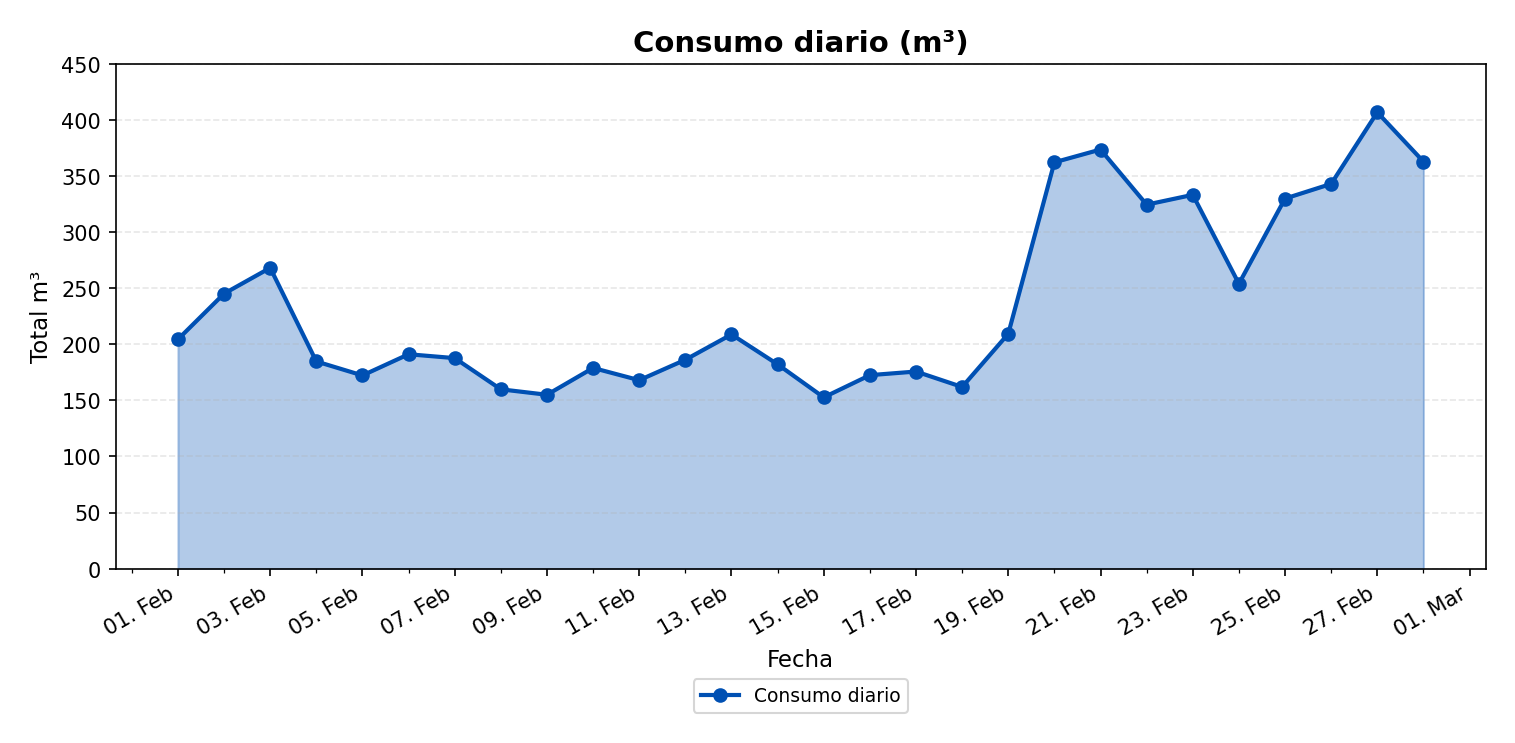 Consumo diario (m³)
450
400
350
300
250
200
150
100
50
0
Total m³
01. Feb
03. Feb
05. Feb
07. Feb
09. Feb
11. Feb
13. Feb
15. Feb
17. Feb
19. Feb
21. Feb
23. Feb
25. Feb
27. Feb
01. Mar
Fecha
Consumo diario